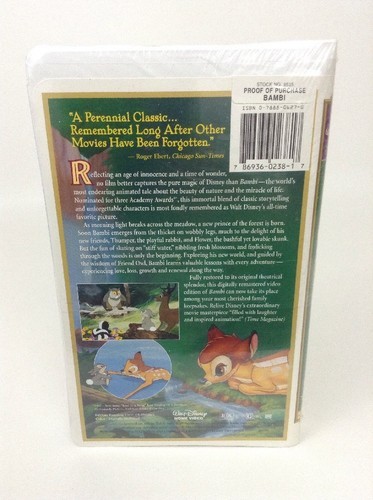 STOCK NO. 9505
PROOF OF PURCHASE
BAMBI
7 86936 0238-1 7
"A Perennial Classic...
Remembered Long After Other
Movies Have Been Forgotten."
— Roger Ebert, Chicago Sun-Times
Reflecting an age of innocence and a time of wonder,
no film better captures the pure magic of Disney than Bambi — the world's
most endearing animated tale about the beauty of nature and the miracle of life.
Nominated for three Academy Awards, this immortal blend of classic storytelling
and unforgettable characters is most fondly remembered as Walt Disney's all-time
favorite picture.
As morning light breaks across the meadow, a new prince of the forest is born.
Soon Bambi emerges from the thicket on wobbly legs, much to the delight of his
new friends, Thumper, the playful rabbit, and Flower, the bashful yet lovable skunk.
But the fun of skating on "stiff water," nibbling fresh blossoms, and frolicking
through the woods is only the beginning. Exploring his new world, and guided by
the wisdom of Friend Owl, Bambi learns valuable lessons with every adventure —
experiencing love, loss, growth and renewal along the way.
Fully restored to its original theatrical
splendor, this digitally remastered video
edition of Bambi can now take its place
among your most cherished family
keepsakes. Relive Disney's extraordinary
movie masterpiece "filled with laughter
and inspired animation!" (Time Magazine)
WALT DISNEY
HOME VIDEO